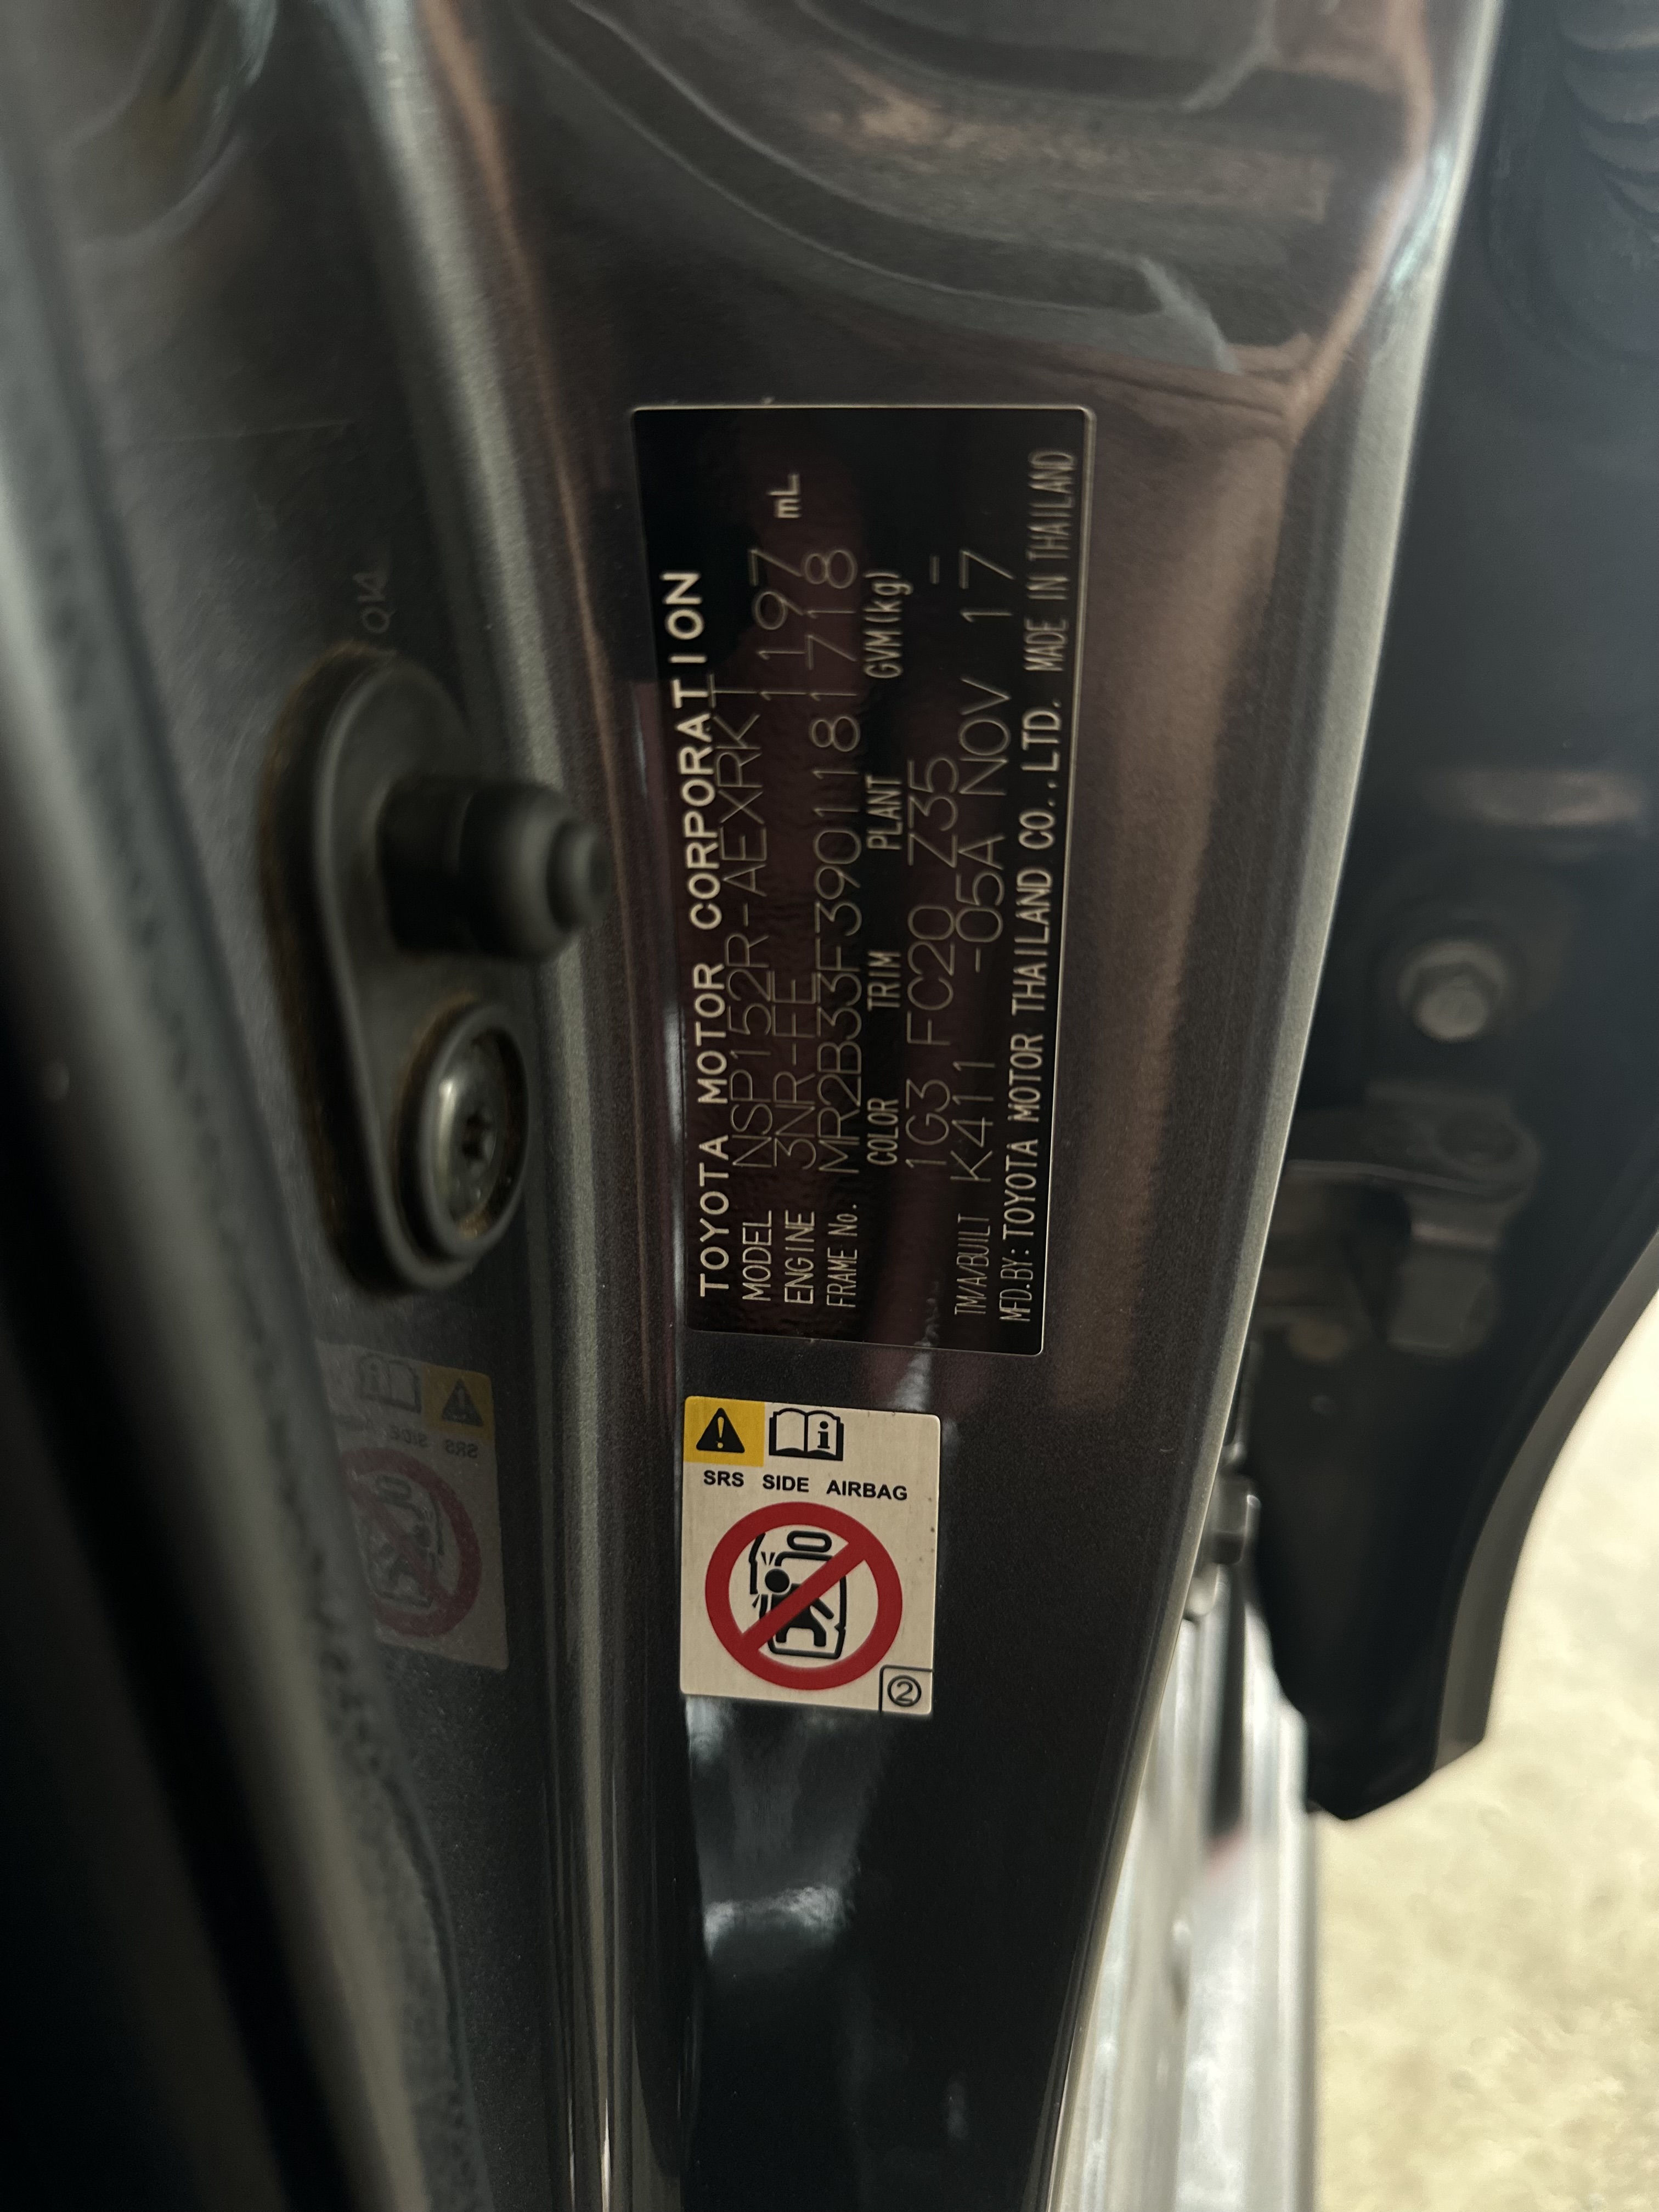 TOYOTA MOTOR CORPORATION
MODEL NSP152R-AEXRKT
ENGINE 3NR-FE 1197 mL
FRAME No. MR2B33F3901181718
COLOR TRIM PLANT GVM(kg)
1G3 FC20 Z35 -
TM/A/BUILT K411 -05A NOV 17
MFD.BY: TOYOTA MOTOR THAILAND CO.,LTD. MADE IN THAILAND
SRS SIDE AIRBAG
2